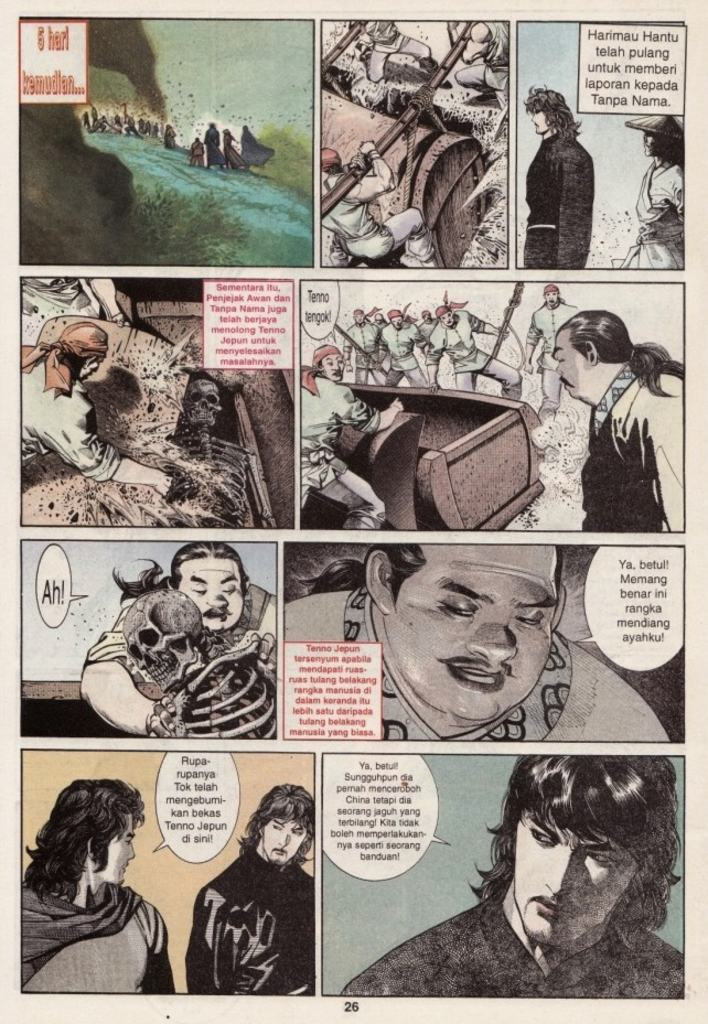 5 hari
kemudian...
Harimau Hantu
telah pulang
untuk memberi
laporan kepada
Tanpa Nama.
Sementara itu,
Penjejak Awan dan
Tanpa Nama juga
telah berjaya
menolong Tenno
Jepun untuk
menyelesaikan
masalahnya.
Tenno
tengok!
Ah!
Tenno Jepun
tersenyum apabila
mendapati ruas-
ruas tulang belakang
rangka manusia di
dalam keranda itu
lebih satu daripada
tulang belakang
manusia yang biasa.
Ya, betul!
Memang
benar ini
rangka
mendiang
ayahku!
Rupa-
rupanya
Tok telah
mengebumi-
kan bekas
Tenno Jepun
di sini!
Ya, betul!
Sungguhpun dia
pernah menceroboh
China tetapi dia
seorang jaguh yang
terbilang! Kita tidak
boleh memperlakukan-
nya seperti seorang
banduan!
26